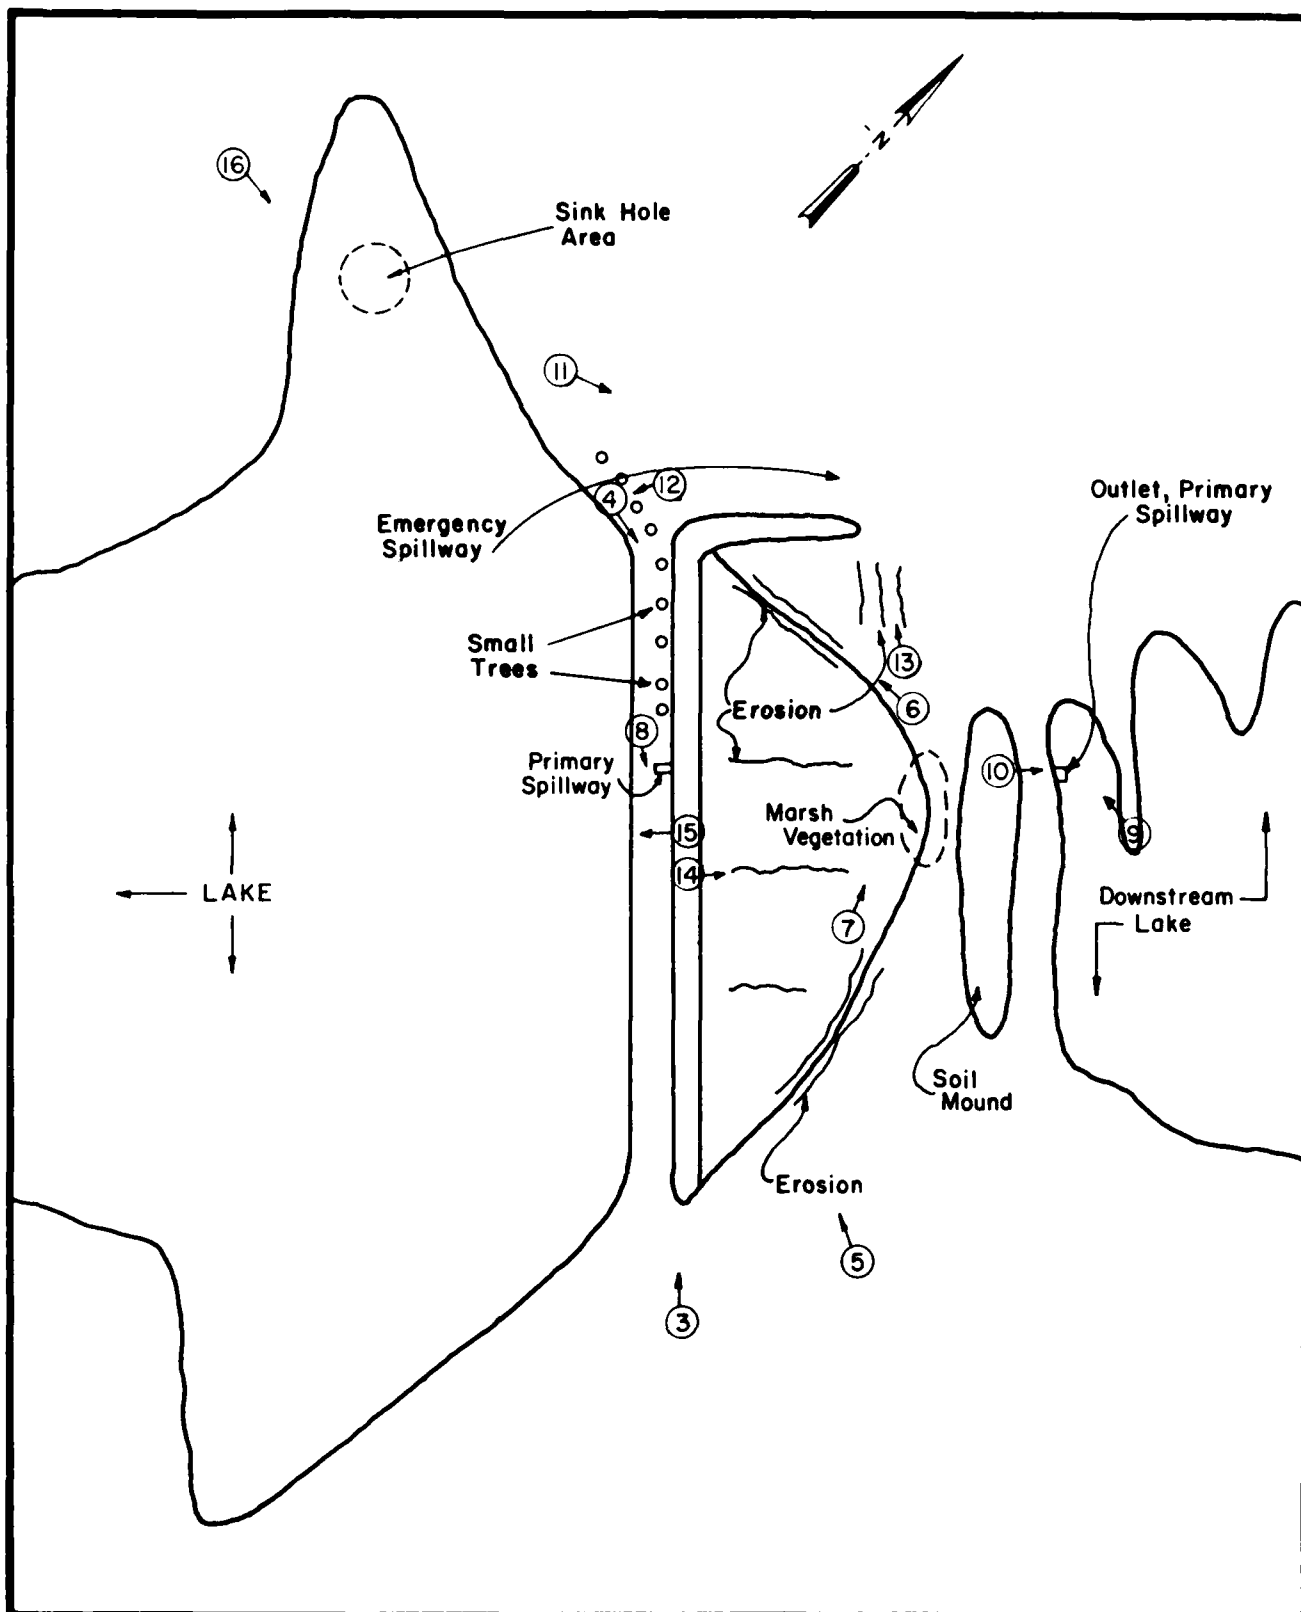 N
16
Sink Hole
Area
11
12
4
Emergency
Spillway
Outlet, Primary
Spillway
Small
Trees
13
Erosion
6
8
Primary
Spillway
10
Marsh
Vegetation
15
9
14
LAKE
Downstream
Lake
7
Soil
Mound
Erosion
5
3